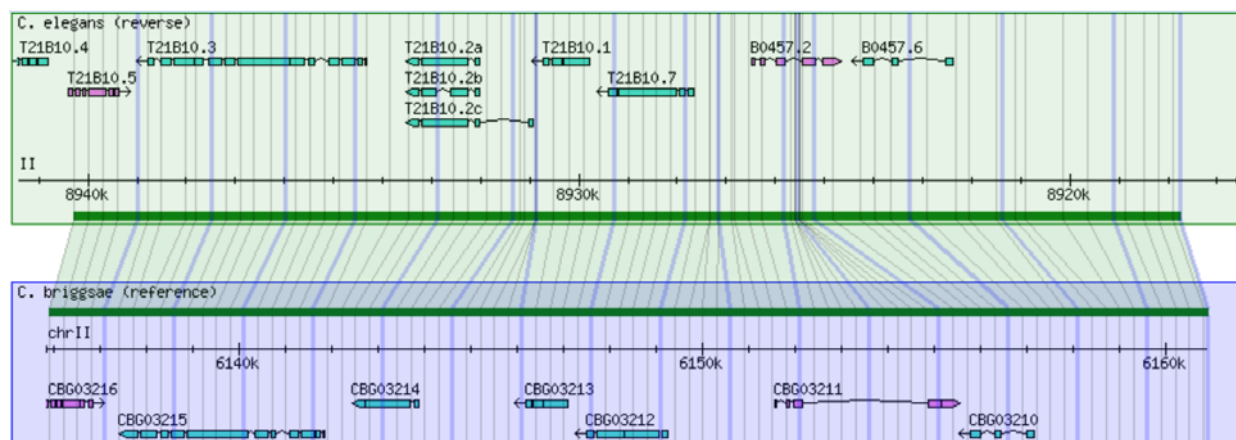 C. elegans (reverse)
T21B10.4 T21B10.3 T21B10.2a T21B10.1 B0457.2 B0457.6
T21B10.5 T21B10.2b T21B10.7
T21B10.2c
II
8940k 8930k 8920k
C. briggsae (reference)
chrII
6140k 6150k 6160k
CBG03216 CBG03214 CBG03213 CBG03211
CBG03215 CBG03212 CBG03210